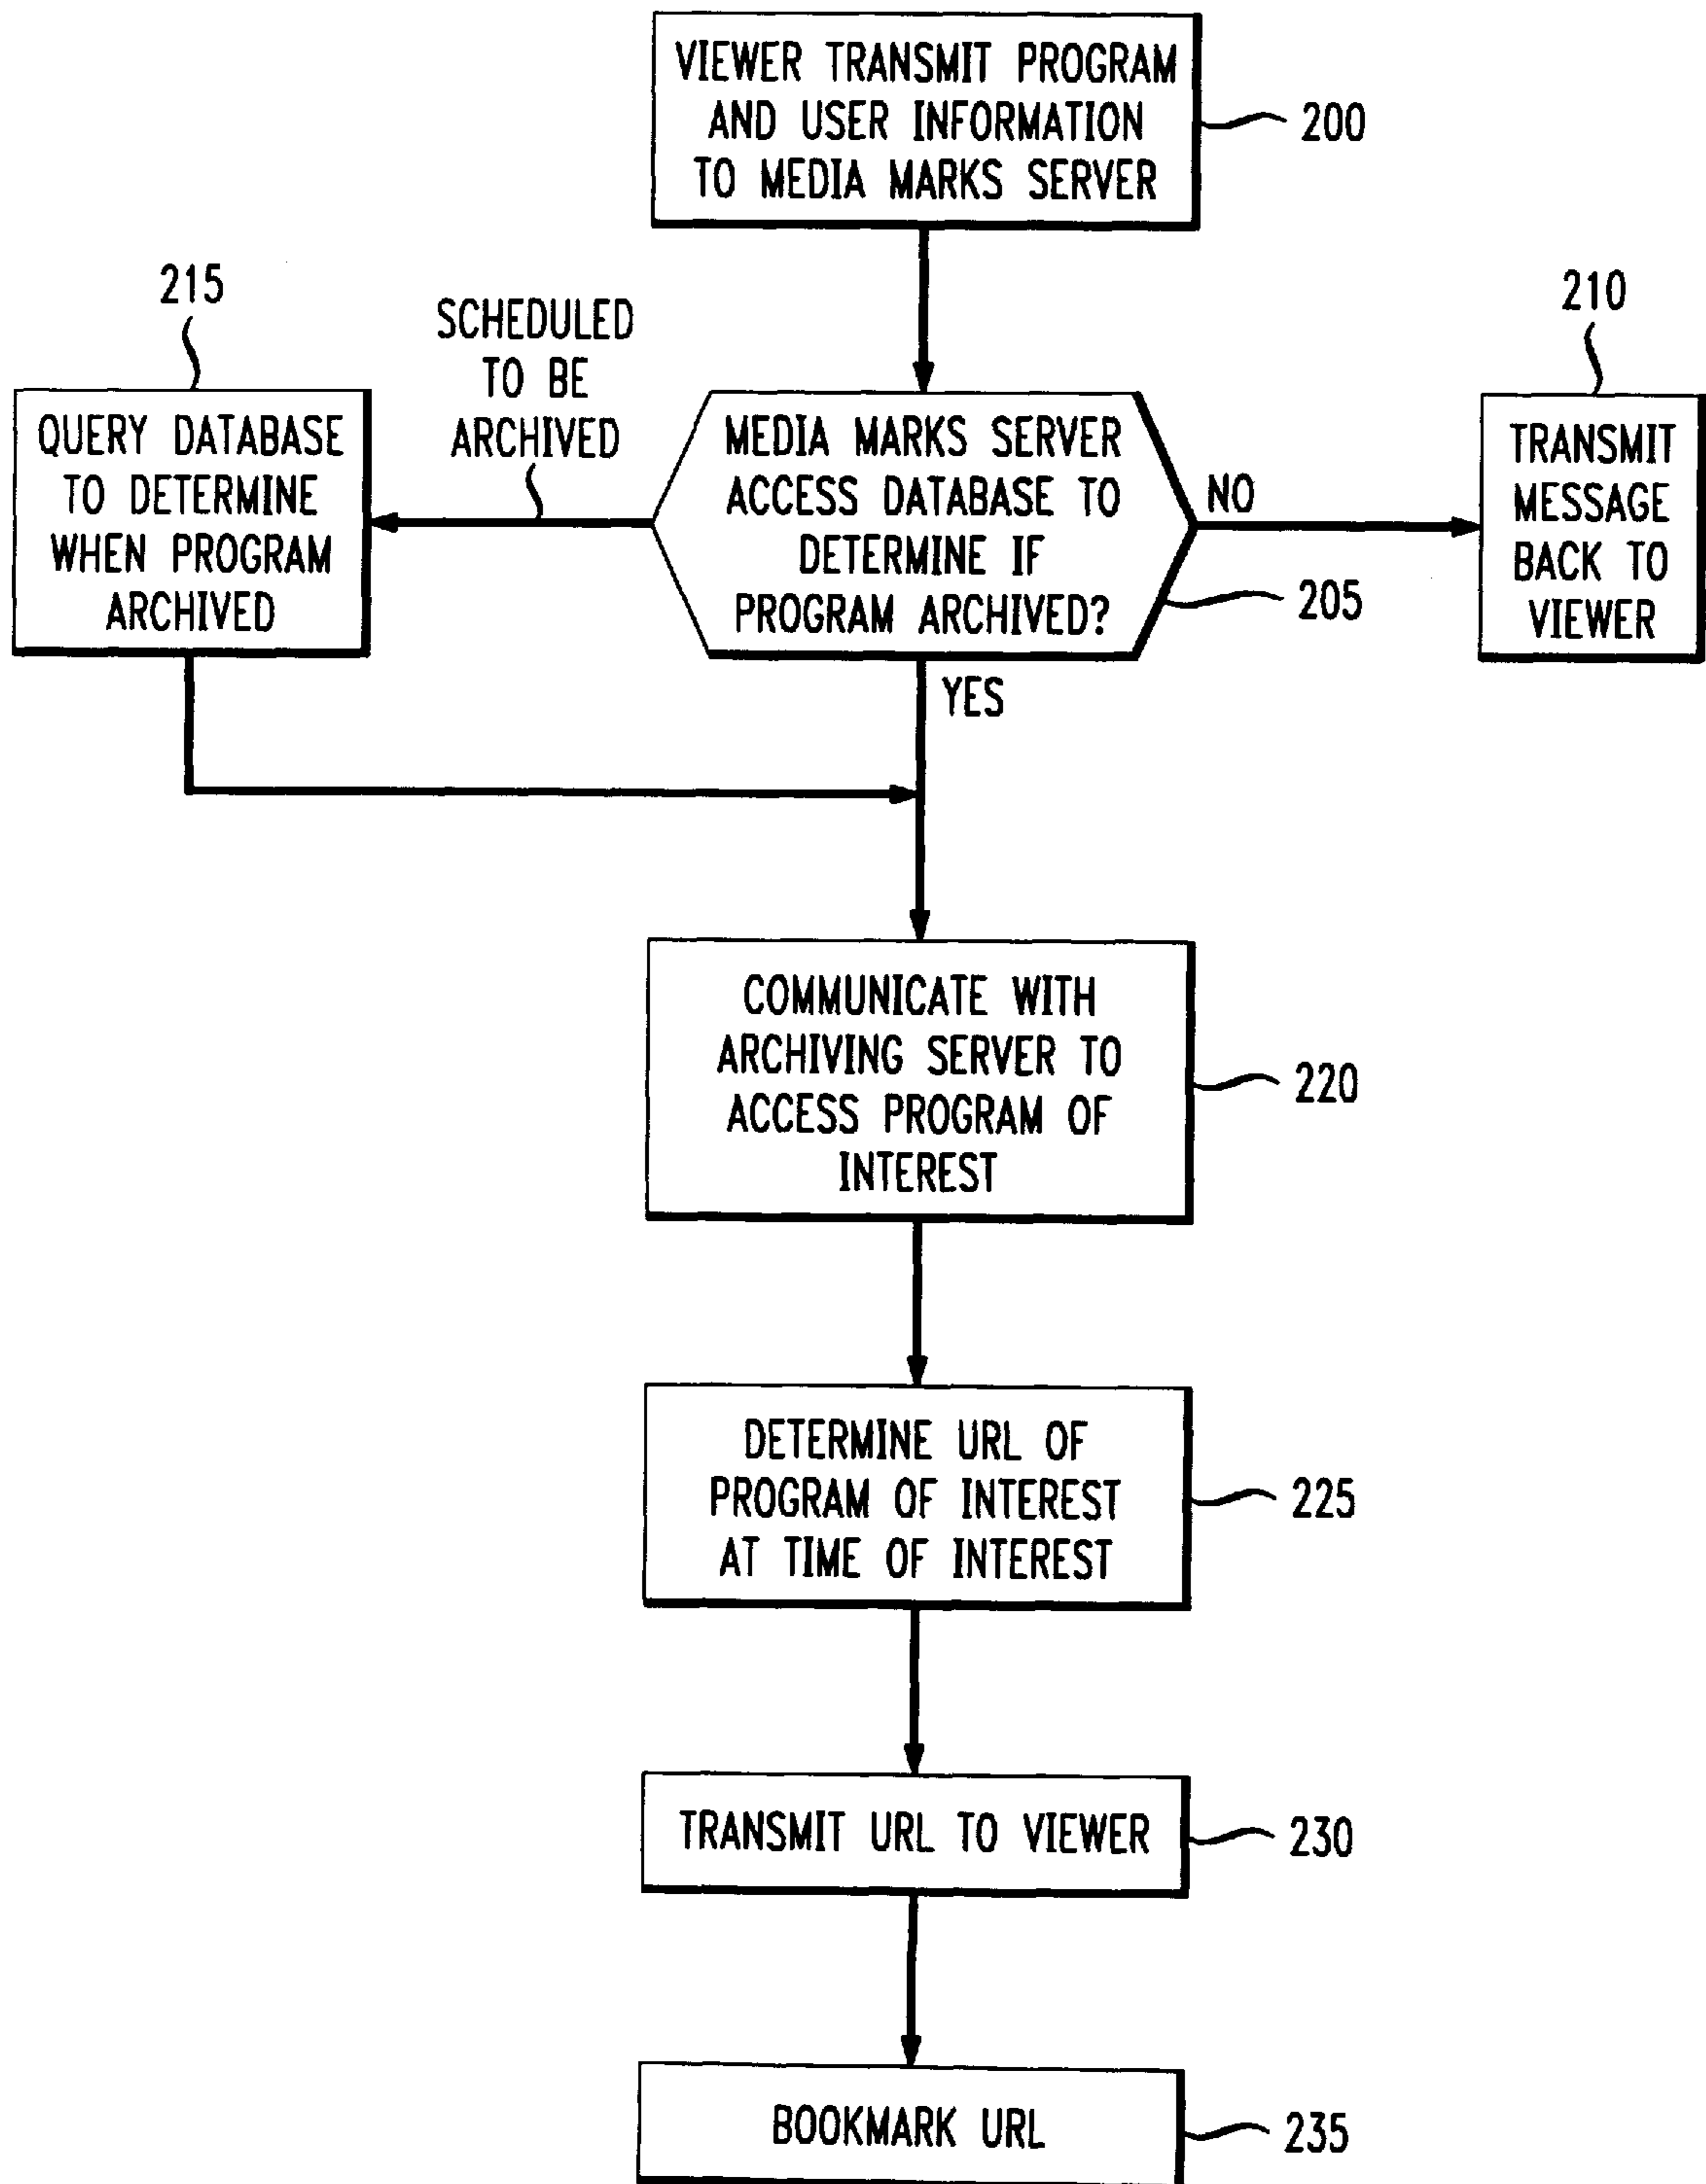 VIEWER TRANSMIT PROGRAM
AND USER INFORMATION
TO MEDIA MARKS SERVER
200
215
SCHEDULED
TO BE
ARCHIVED
210
QUERY DATABASE
TO DETERMINE
WHEN PROGRAM
ARCHIVED
MEDIA MARKS SERVER
ACCESS DATABASE TO
DETERMINE IF
PROGRAM ARCHIVED?
NO
205
TRANSMIT
MESSAGE
BACK TO
VIEWER
YES
COMMUNICATE WITH
ARCHIVING SERVER TO
ACCESS PROGRAM OF
INTEREST
220
DETERMINE URL OF
PROGRAM OF INTEREST
AT TIME OF INTEREST
225
TRANSMIT URL TO VIEWER
230
BOOKMARK URL
235